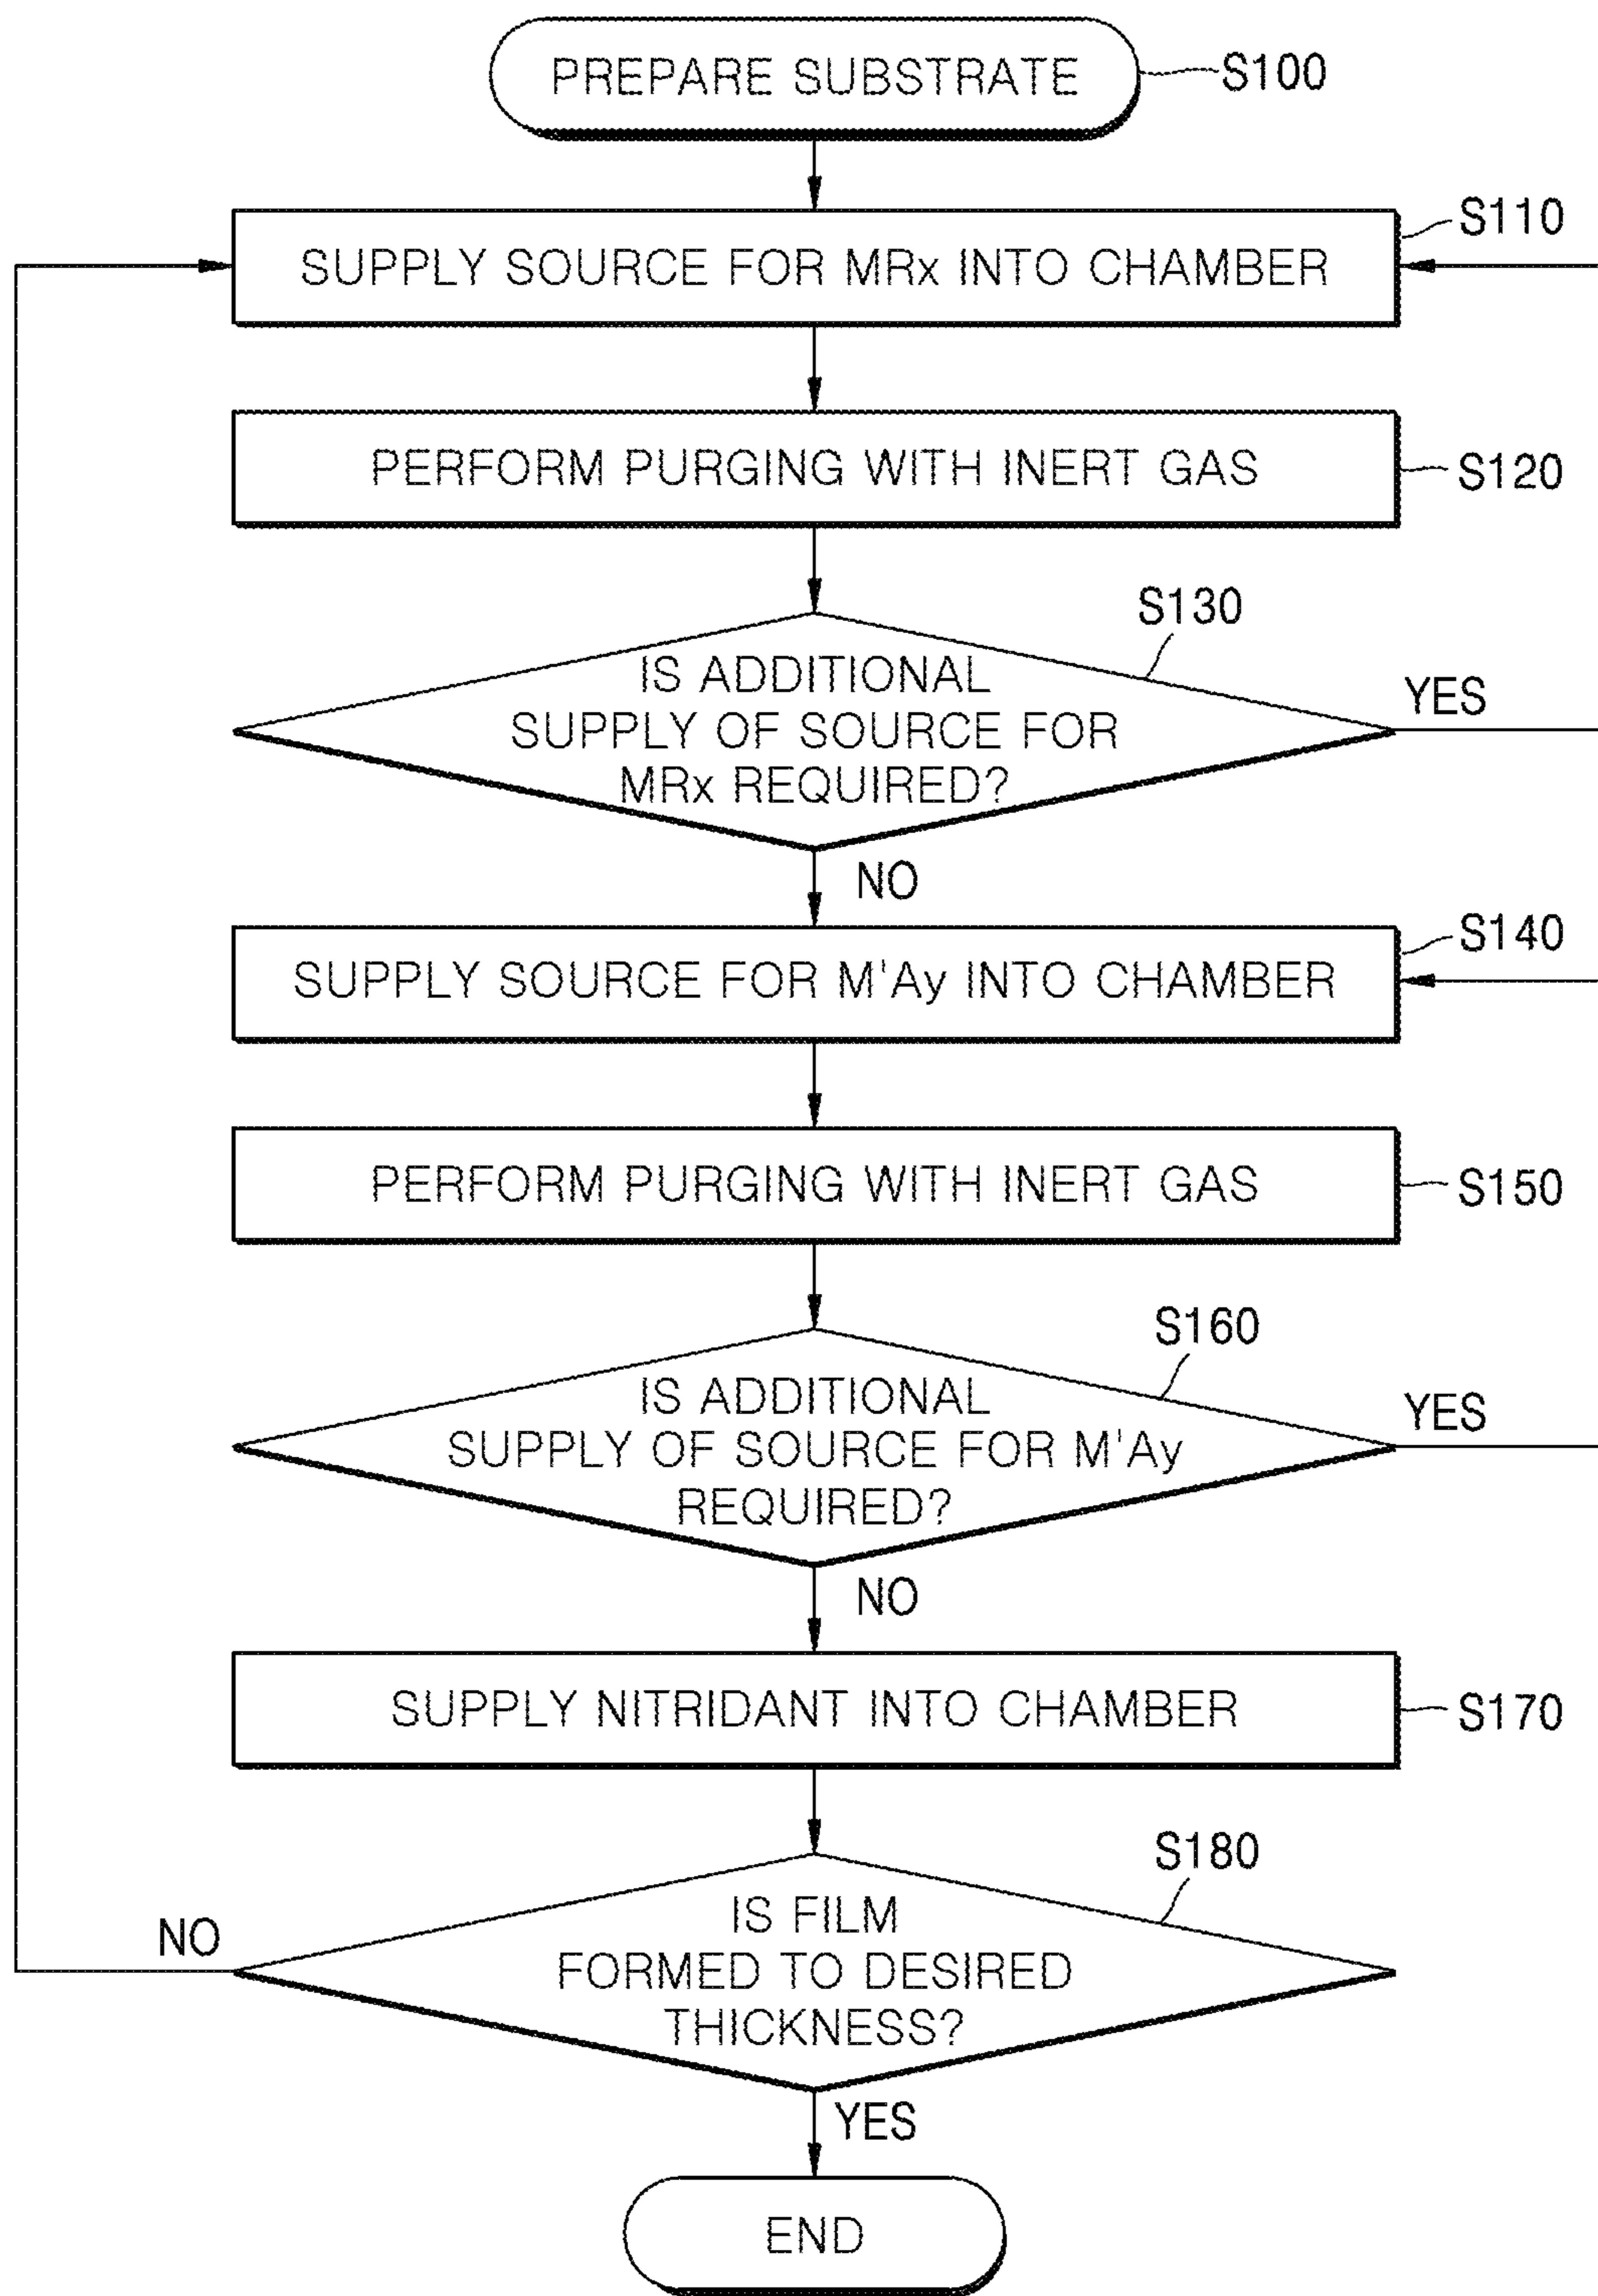 PREPARE SUBSTRATE
S100
S110
SUPPLY SOURCE FOR MRx INTO CHAMBER
PERFORM PURGING WITH INERT GAS
S120
S130
IS ADDITIONAL
SUPPLY OF SOURCE FOR
MRx REQUIRED?
YES
NO
S140
SUPPLY SOURCE FOR M'Ay INTO CHAMBER
PERFORM PURGING WITH INERT GAS
S150
S160
IS ADDITIONAL
SUPPLY OF SOURCE FOR M'Ay
REQUIRED?
YES
NO
SUPPLY NITRIDANT INTO CHAMBER
S170
S180
IS FILM
FORMED TO DESIRED
THICKNESS?
NO
YES
END